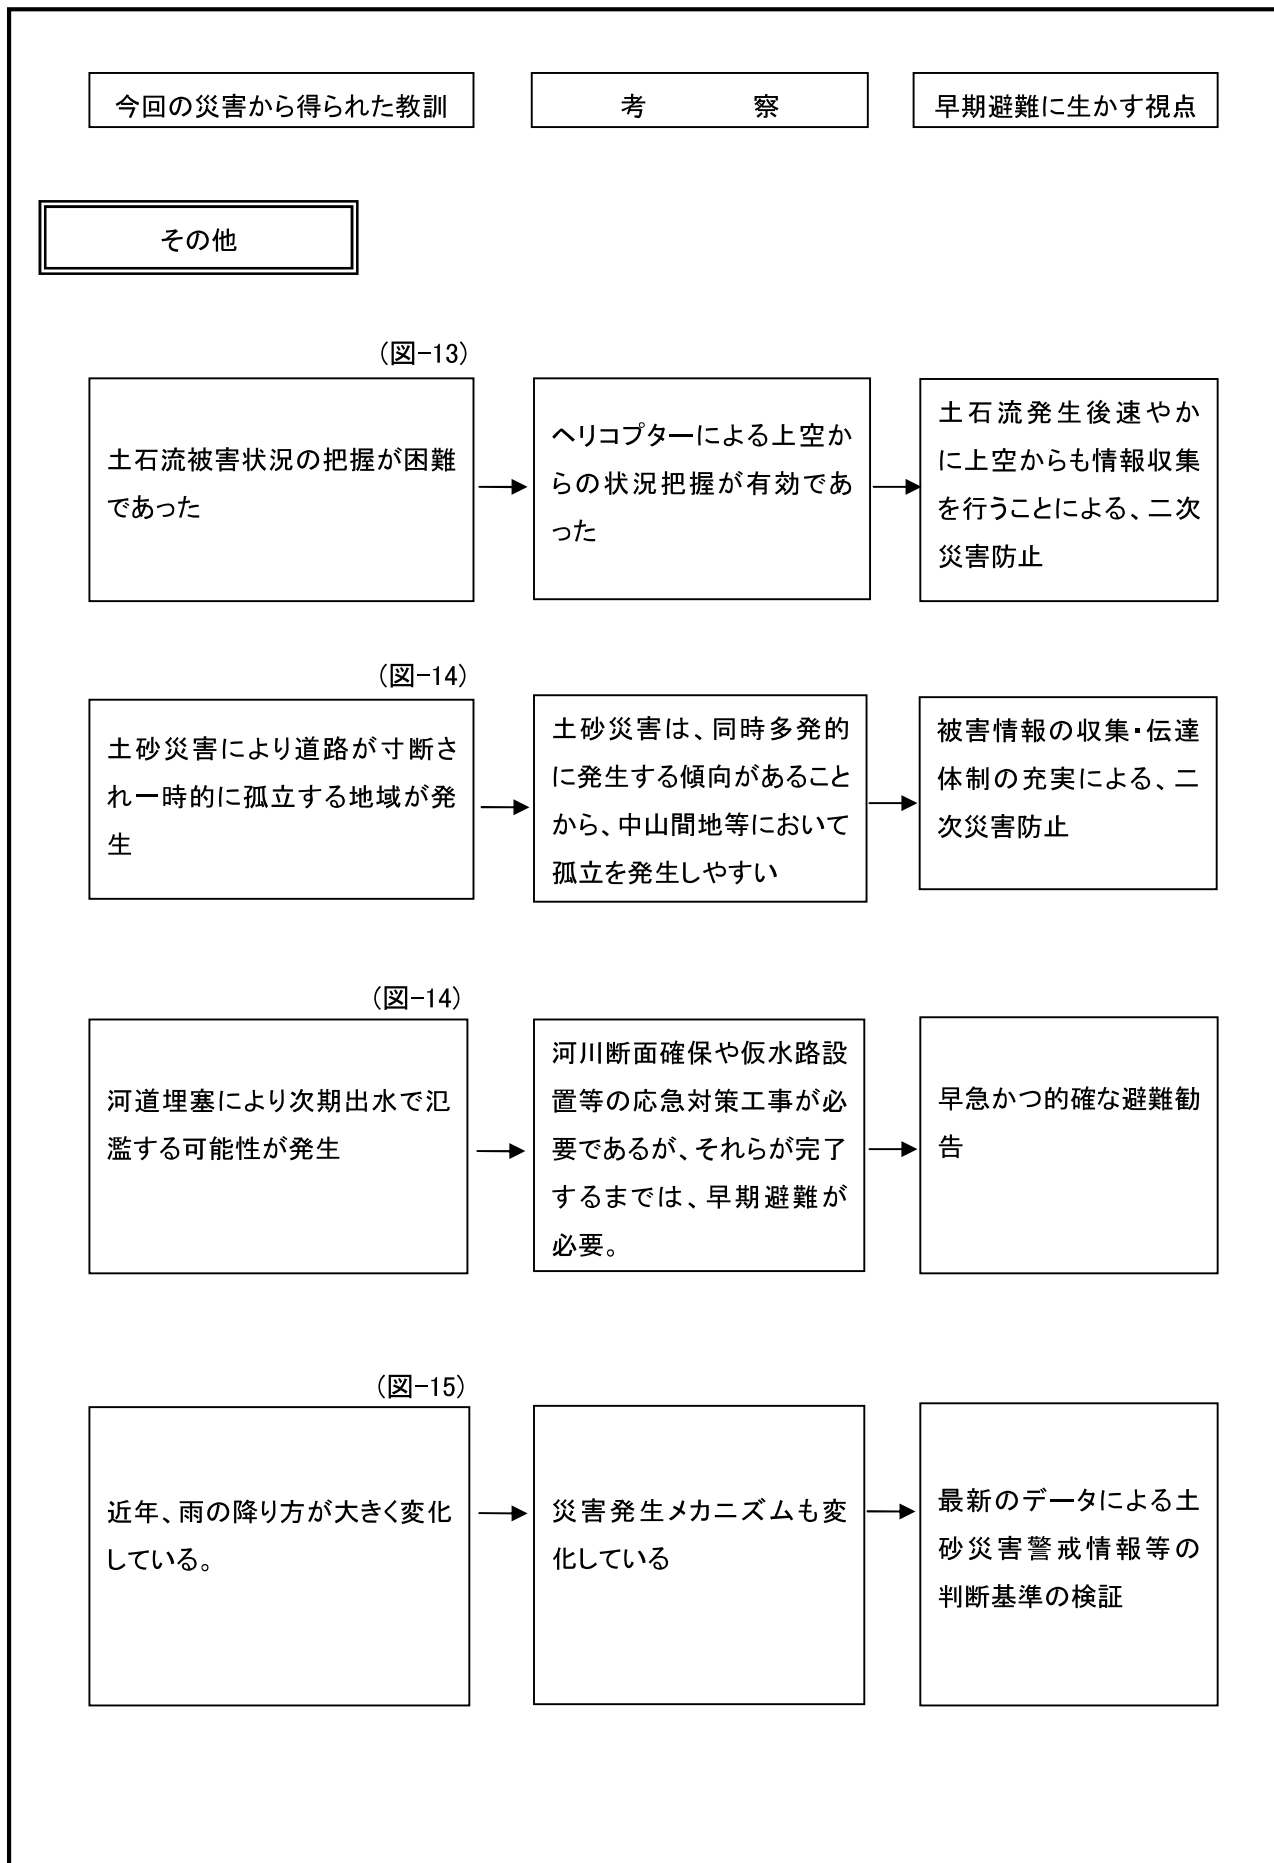 今回の災害から得られた教訓
考　　　察
早期避難に生かす視点
その他
（図-13）
土石流被害状況の把握が困難
であった
ヘリコプターによる上空か
らの状況把握が有効であ
った
土石流発生後速やか
に上空からも情報収集
を行うことによる、二次
災害防止
（図-14）
土砂災害により道路が寸断さ
れ一時的に孤立する地域が発
生
土砂災害は、同時多発的
に発生する傾向があること
から、中山間地等において
孤立を発生しやすい
被害情報の収集・伝達
体制の充実による、二
次災害防止
（図-14）
河道埋塞により次期出水で氾
濫する可能性が発生
河川断面確保や仮水路設
置等の応急対策工事が必
要であるが、それらが完了
するまでは、早期避難が
必要。
早急かつ的確な避難勧
告
（図-15）
近年、雨の降り方が大きく変化
している。
災害発生メカニズムも変
化している
最新のデータによる土
砂災害警戒情報等の
判断基準の検証